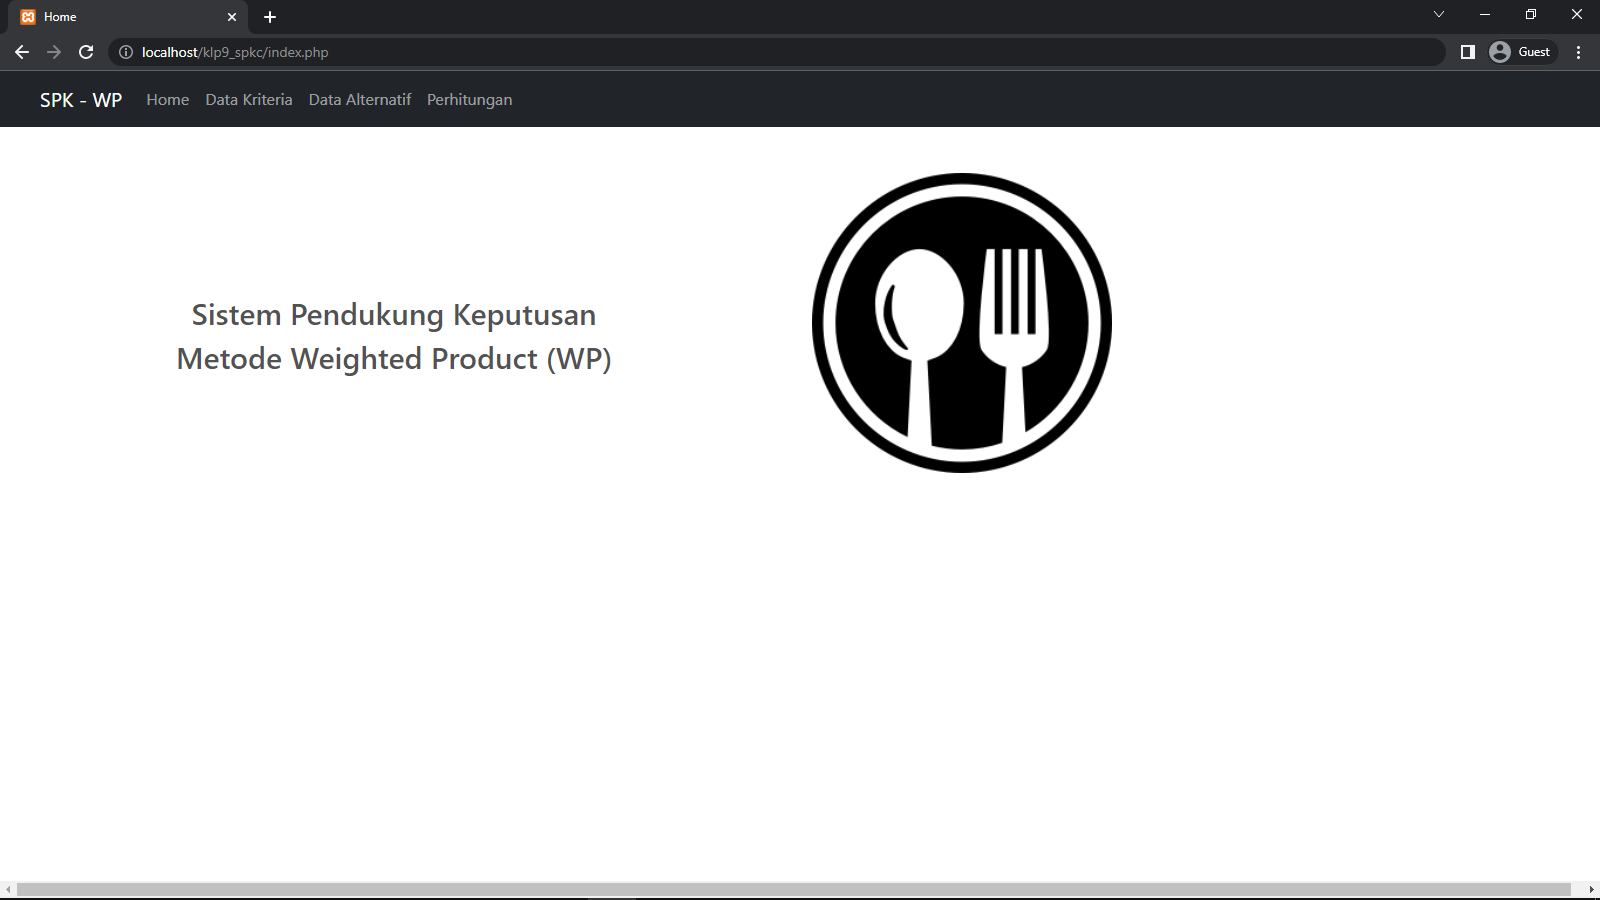 Home
localhost/klp9_spkc/index.php
Guest
SPK - WP Home Data Kriteria Data Alternatif Perhitungan
Sistem Pendukung Keputusan
Metode Weighted Product (WP)